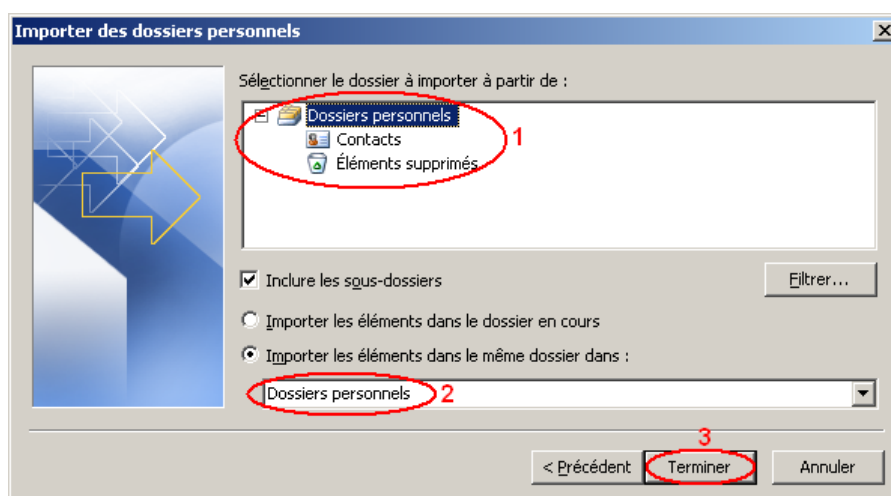 Importer des dossiers personnels
Sélectionner le dossier à importer à partir de :
Dossiers personnels
1
Contacts
Éléments supprimés
Inclure les sous-dossiers
Filtrer...
Importer les éléments dans le dossier en cours
Importer les éléments dans le même dossier dans :
Dossiers personnels
2
3
< Précédent
Terminer
Annuler